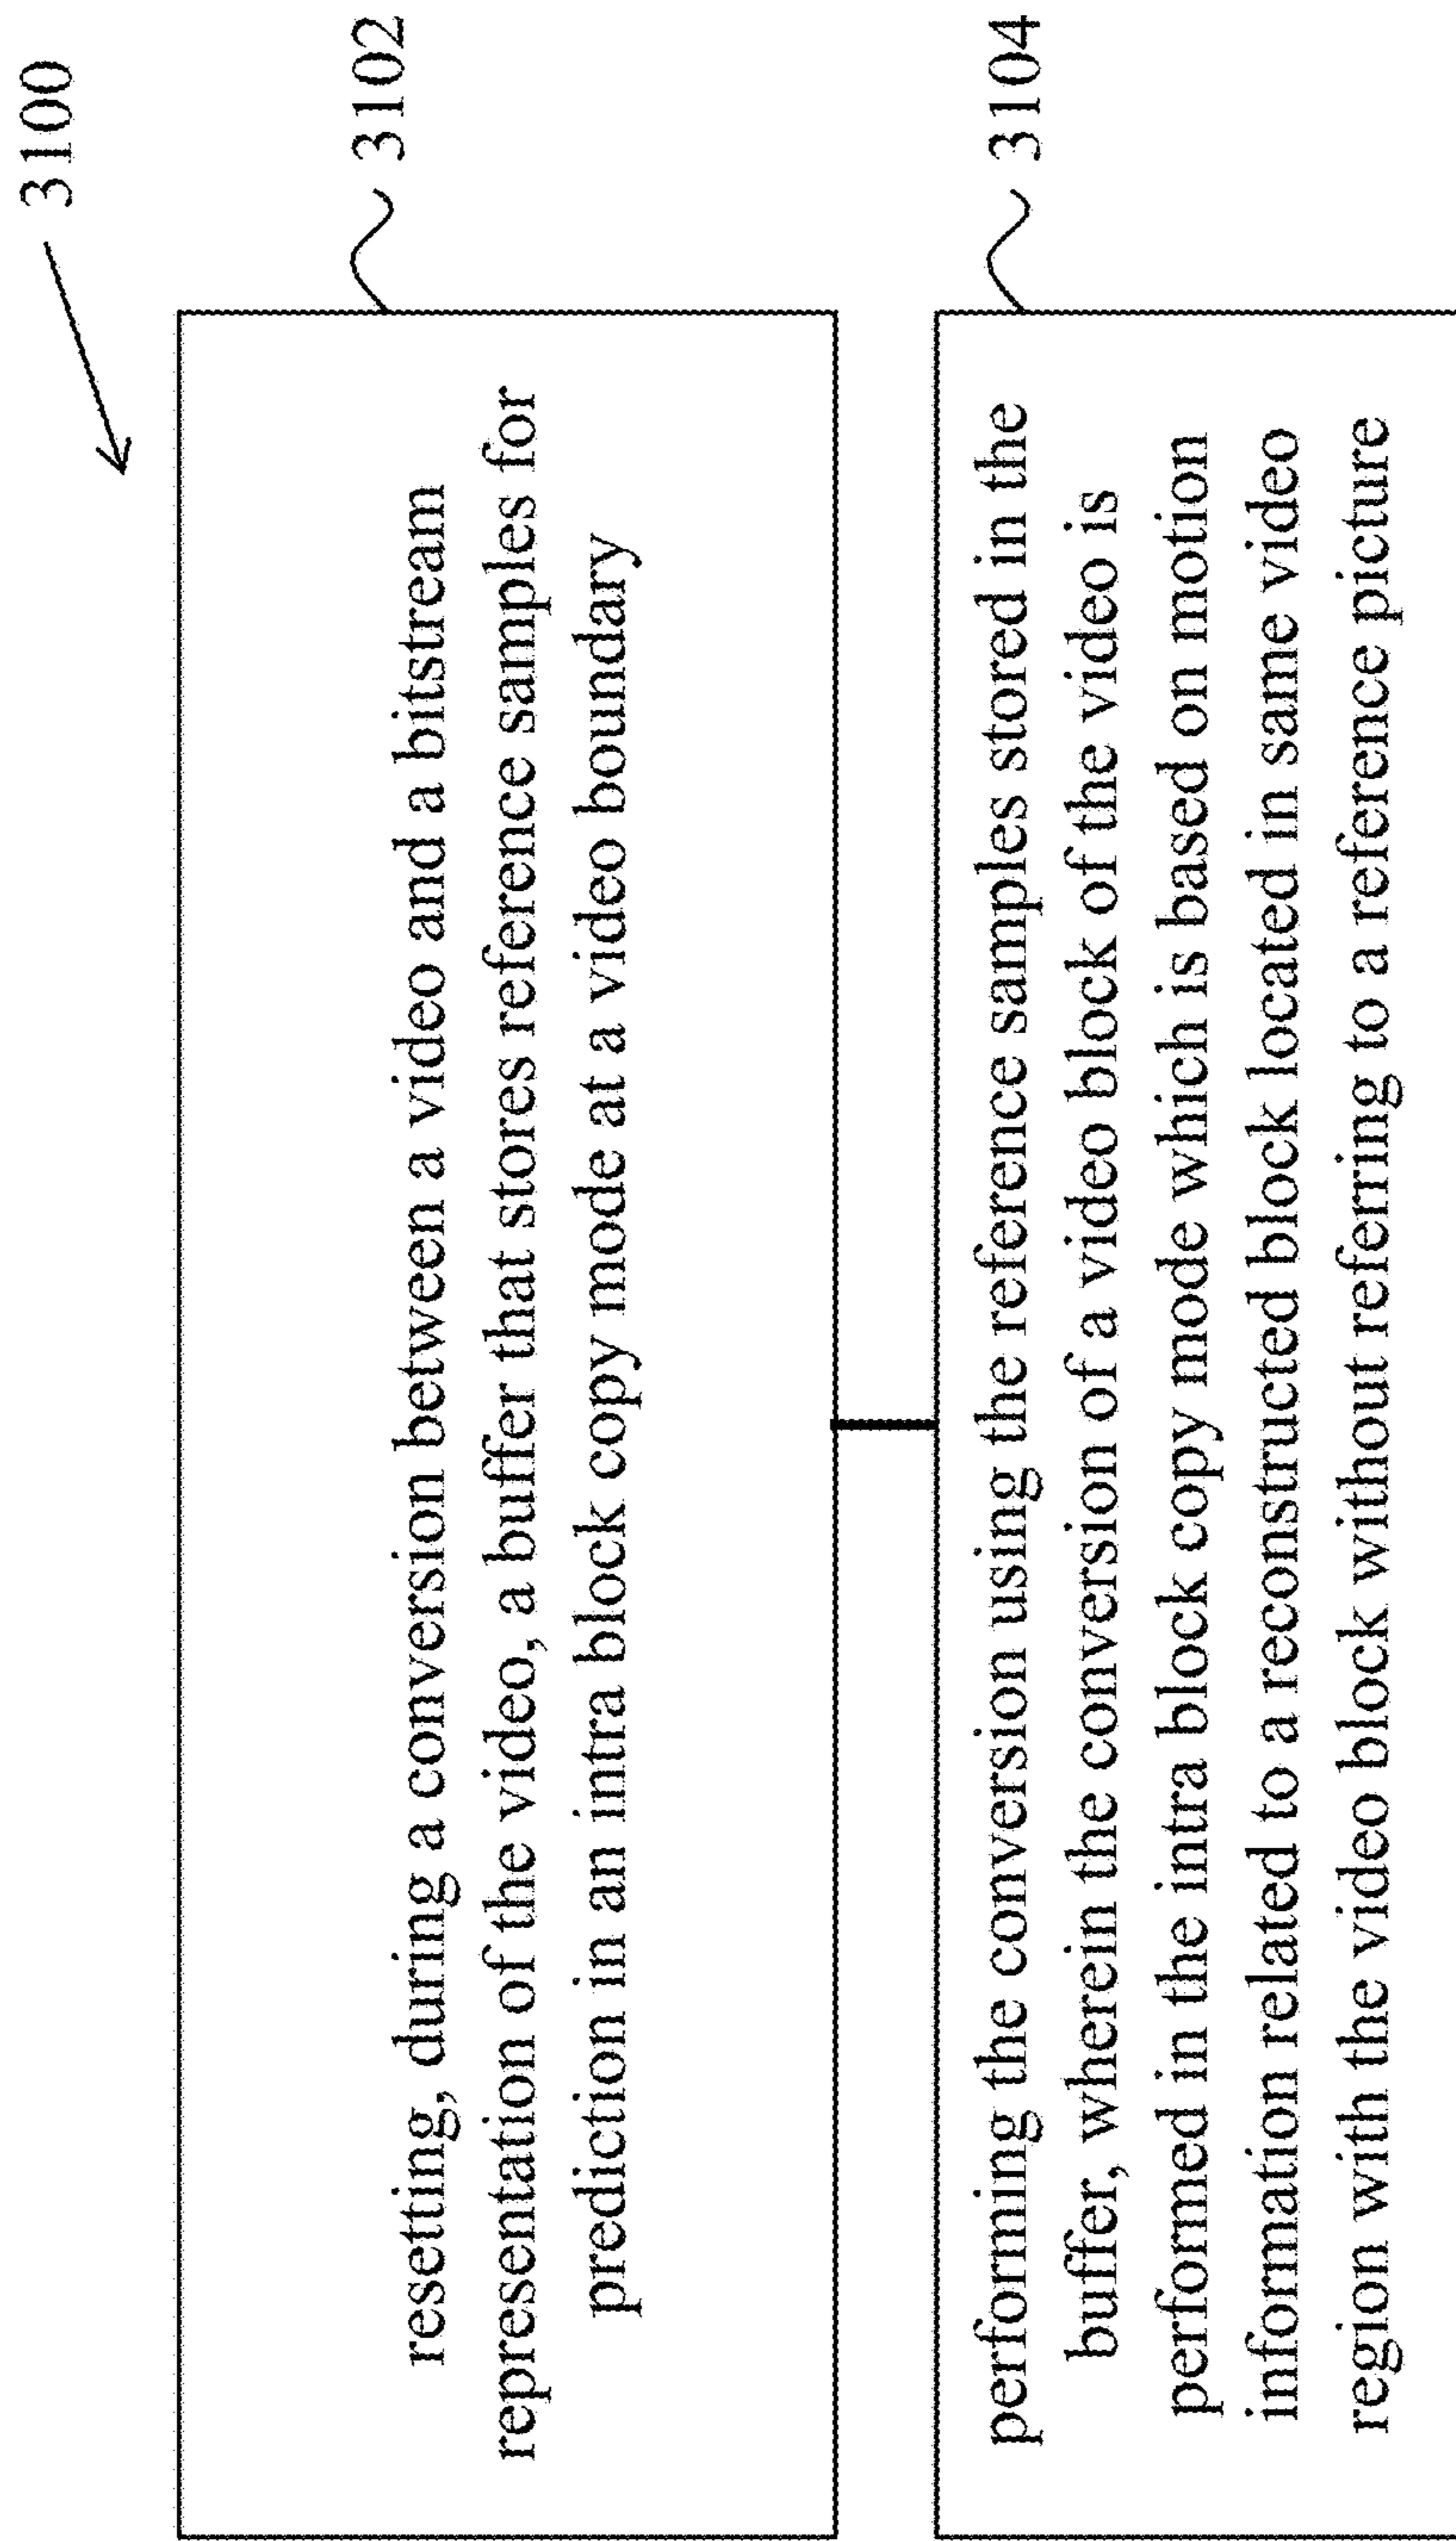 3100
3102
resetting, during a conversion between a video and a bitstream
representation of the video, a buffer that stores reference samples for
prediction in an intra block copy mode at a video boundary
3104
performing the conversion using the reference samples stored in the
buffer, wherein the conversion of a video block of the video is
performed in the intra block copy mode which is based on motion
information related to a reconstructed block located in same video
region with the video block without referring to a reference picture